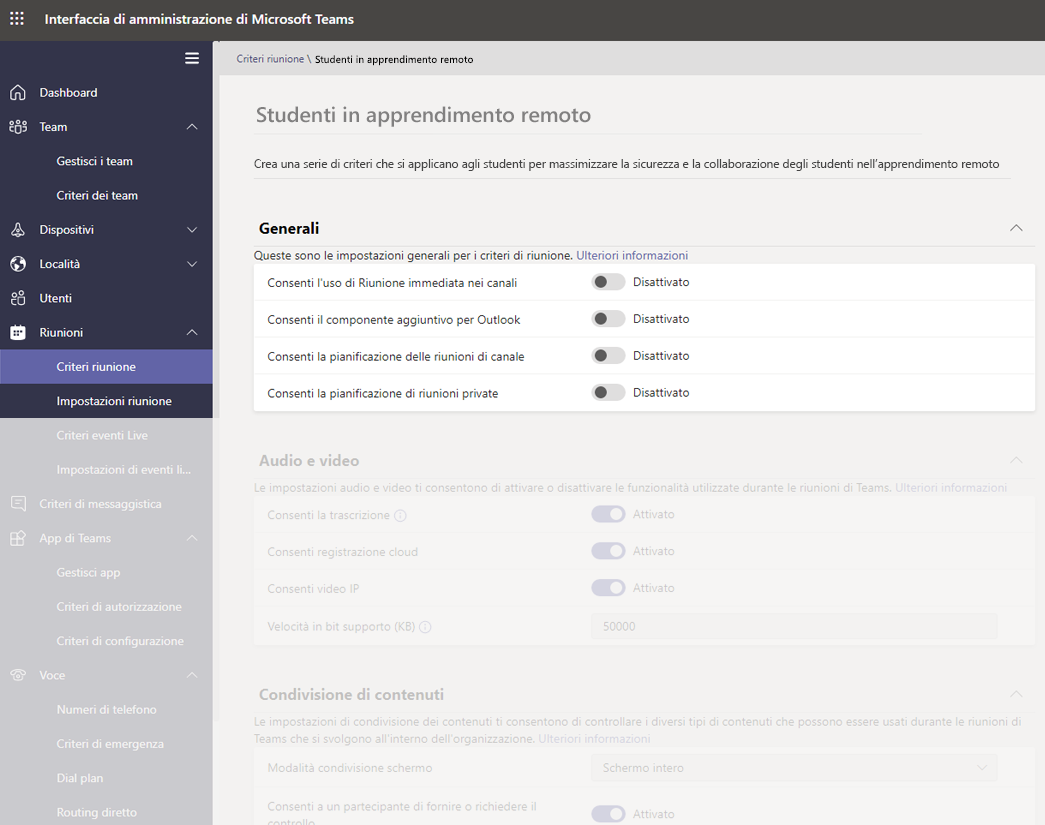 Interfaccia di amministrazione di Microsoft Teams
Criteri riunione \ Studenti in apprendimento remoto
Dashboard
Team
Gestisci i team
Criteri dei team
Dispositivi
Località
Utenti
Riunioni
Criteri riunione
Impostazioni riunione
Criteri eventi Live
Impostazioni di eventi li...
Criteri di messaggistica
App di Teams
Gestisci app
Criteri di autorizzazione
Criteri di configurazione
Voce
Numeri di telefono
Criteri di emergenza
Dial plan
Routing diretto
Studenti in apprendimento remoto
Crea una serie di criteri che si applicano agli studenti per massimizzare la sicurezza e la collaborazione degli studenti nell'apprendimento remoto
Generali
Queste sono le impostazioni generali per i criteri di riunione. Ulteriori informazioni
Consenti l'uso di Riunione immediata nei canali Disattivato
Consenti il componente aggiuntivo per Outlook Disattivato
Consenti la pianificazione delle riunioni di canale Disattivato
Consenti la pianificazione di riunioni private Disattivato
Audio e video
Le impostazioni audio e video ti consentono di attivare o disattivare le funzionalità utilizzate durante le riunioni di Teams. Ulteriori informazioni
Consenti la trascrizione Attivato
Consenti registrazione cloud Attivato
Consenti video IP Attivato
Velocità in bit supporto (KB) 50000
Condivisione di contenuti
Le impostazioni di condivisione dei contenuti ti consentono di controllare i diversi tipi di contenuti che possono essere usati durante le riunioni di
Teams che si svolgono all'interno dell'organizzazione. Ulteriori informazioni
Modalità condivisione schermo Schermo intero
Consenti a un partecipante di fornire o richiedere il
controllo Attivato